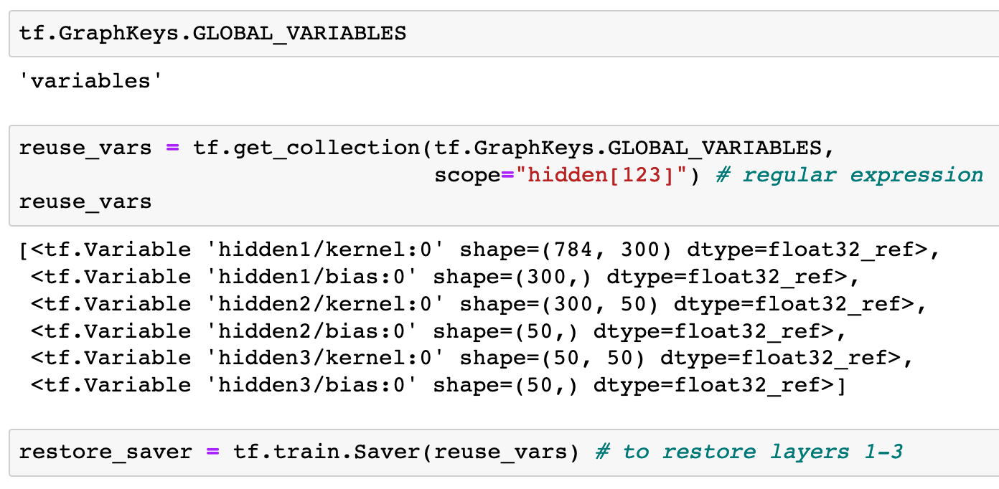 tf.GraphKeys.GLOBAL_VARIABLES
'variables'
reuse_vars = tf.get_collection(tf.GraphKeys.GLOBAL_VARIABLES,
                               scope="hidden[123]") # regular expression
reuse_vars
[<tf.Variable 'hidden1/kernel:0' shape=(784, 300) dtype=float32_ref>,
 <tf.Variable 'hidden1/bias:0' shape=(300,) dtype=float32_ref>,
 <tf.Variable 'hidden2/kernel:0' shape=(300, 50) dtype=float32_ref>,
 <tf.Variable 'hidden2/bias:0' shape=(50,) dtype=float32_ref>,
 <tf.Variable 'hidden3/kernel:0' shape=(50, 50) dtype=float32_ref>,
 <tf.Variable 'hidden3/bias:0' shape=(50,) dtype=float32_ref>]
restore_saver = tf.train.Saver(reuse_vars) # to restore layers 1-3